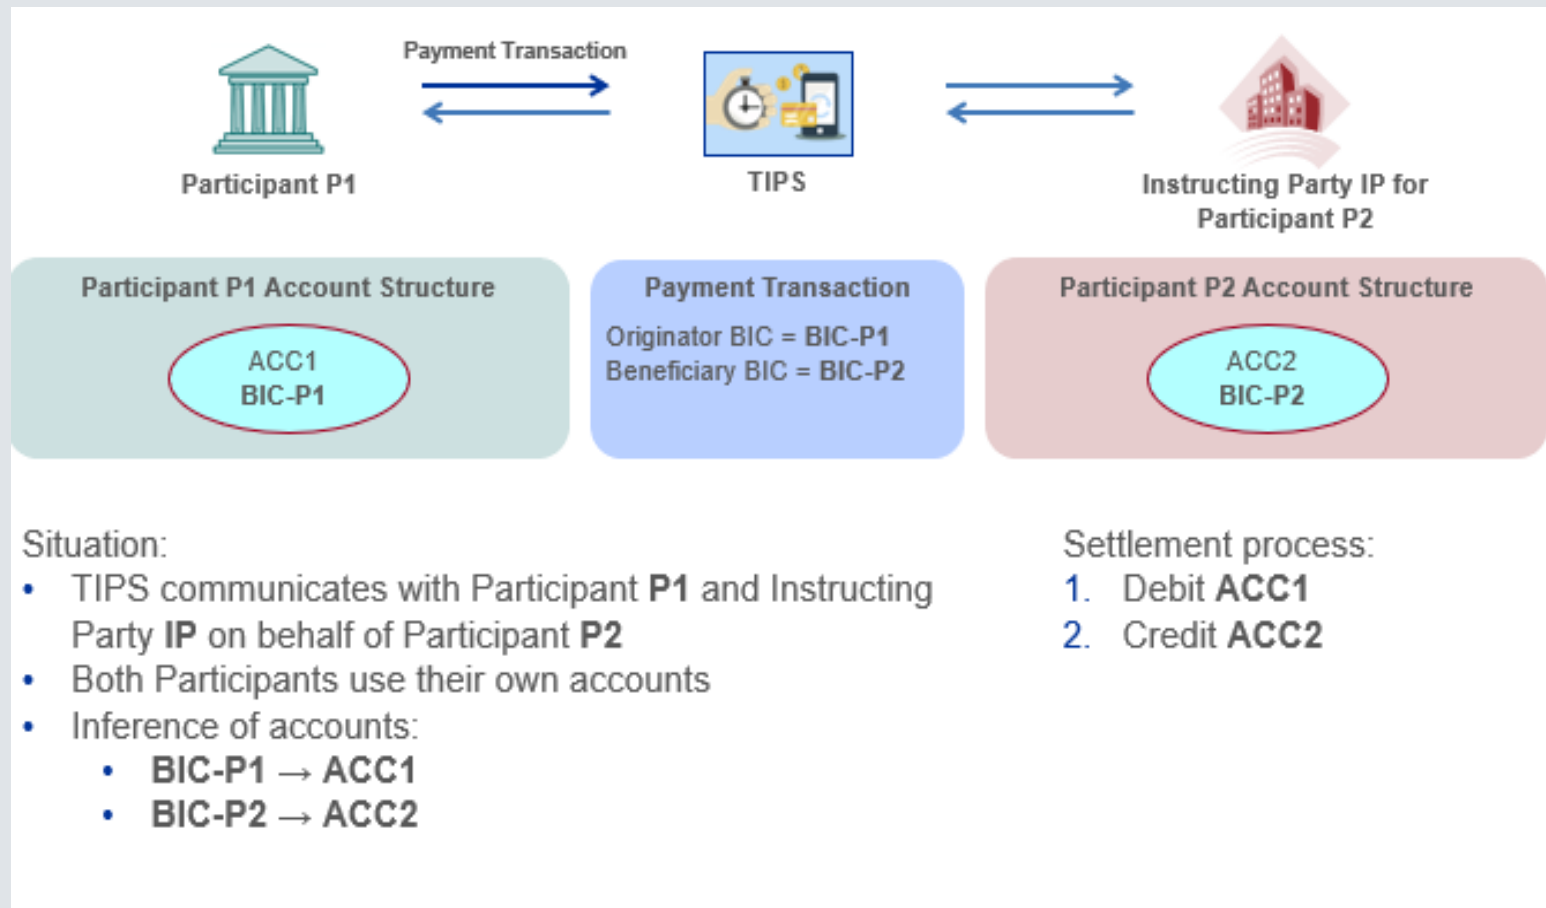 Payment Transaction
Participant P1
TIPS
Instructing Party IP for
Participant P2
Participant P1 Account Structure
ACC1
BIC-P1
Payment Transaction
Originator BIC = BIC-P1
Beneficiary BIC = BIC-P2
Participant P2 Account Structure
ACC2
BIC-P2
Situation:
• TIPS communicates with Participant P1 and Instructing
Party IP on behalf of Participant P2
• Both Participants use their own accounts
• Inference of accounts:
• BIC-P1 → ACC1
• BIC-P2 → ACC2
Settlement process:
1. Debit ACC1
2. Credit ACC2